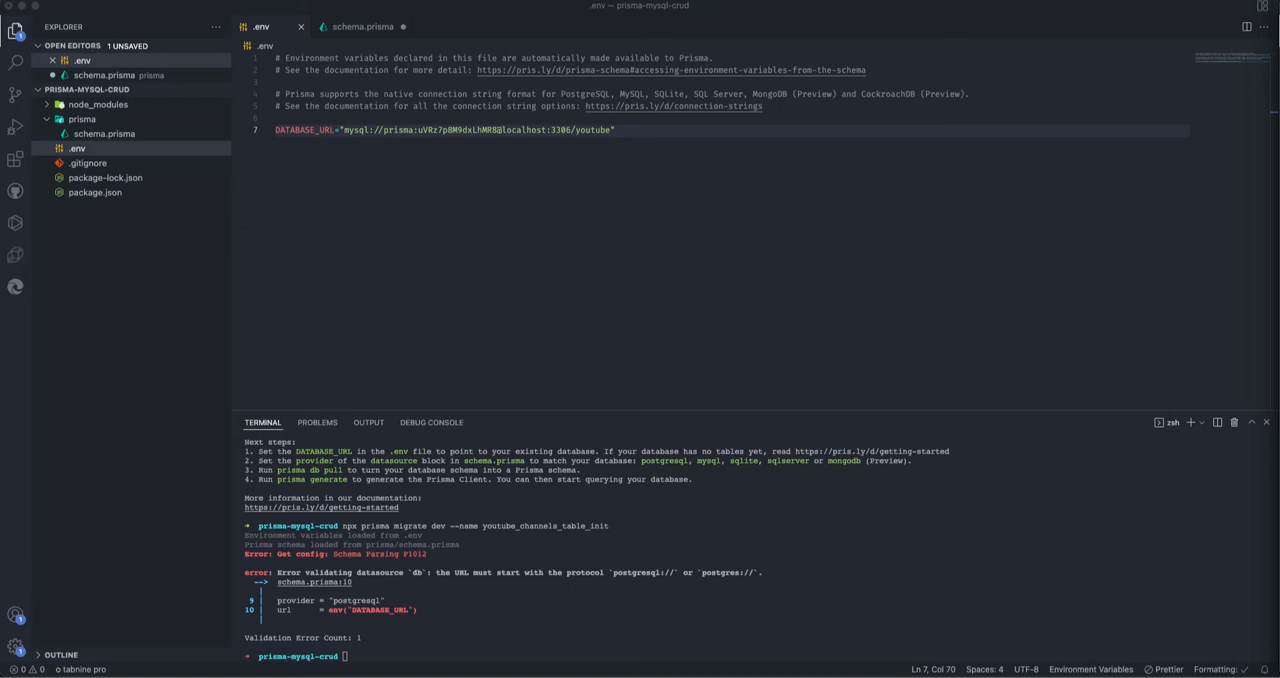 .env — prisma-mysql-crud
EXPLORER
OPEN EDITORS 1 UNSAVED
.env
schema.prisma prisma
PRISMA-MYSQL-CRUD
node_modules
prisma
schema.prisma
.env
.gitignore
package-lock.json
package.json
OUTLINE
.env
schema.prisma
.env
1 # Environment variables declared in this file are automatically made available to Prisma.
2 # See the documentation for more detail: https://pris.ly/d/prisma-schema#accessing-environment-variables-from-the-schema
3
4 # Prisma supports the native connection string format for PostgreSQL, MySQL, SQLite, SQL Server, MongoDB (Preview) and CockroachDB (Preview).
5 # See the documentation for all the connection string options: https://pris.ly/d/connection-strings
6
7 DATABASE_URL="mysql://prisma:uVRz7p8M9dxLhMR8@localhost:3306/youtube"
TERMINAL PROBLEMS OUTPUT DEBUG CONSOLE
zsh
Next steps:
1. Set the DATABASE_URL in the .env file to point to your existing database. If your database has no tables yet, read https://pris.ly/d/getting-started
2. Set the provider of the datasource block in schema.prisma to match your database: postgresql, mysql, sqlite, sqlserver or mongodb (Preview).
3. Run prisma db pull to turn your database schema into a Prisma schema.
4. Run prisma generate to generate the Prisma Client. You can then start querying your database.
More information in our documentation:
https://pris.ly/d/getting-started
➜ prisma-mysql-crud npx prisma migrate dev --name youtube_channels_table_init
Environment variables loaded from .env
Prisma schema loaded from prisma/schema.prisma
Error: Get config: Schema Parsing P1012
error: Error validating datasource `db`: the URL must start with the protocol `postgresql://` or `postgres://`.
--> schema.prisma:10
|
9 | provider = "postgresql"
10 | url = env("DATABASE_URL")
|
Validation Error Count: 1
➜ prisma-mysql-crud
0 0 tabnine pro
Ln 7, Col 70 Spaces: 4 UTF-8 LF Environment Variables Prettier Formatting: ✓